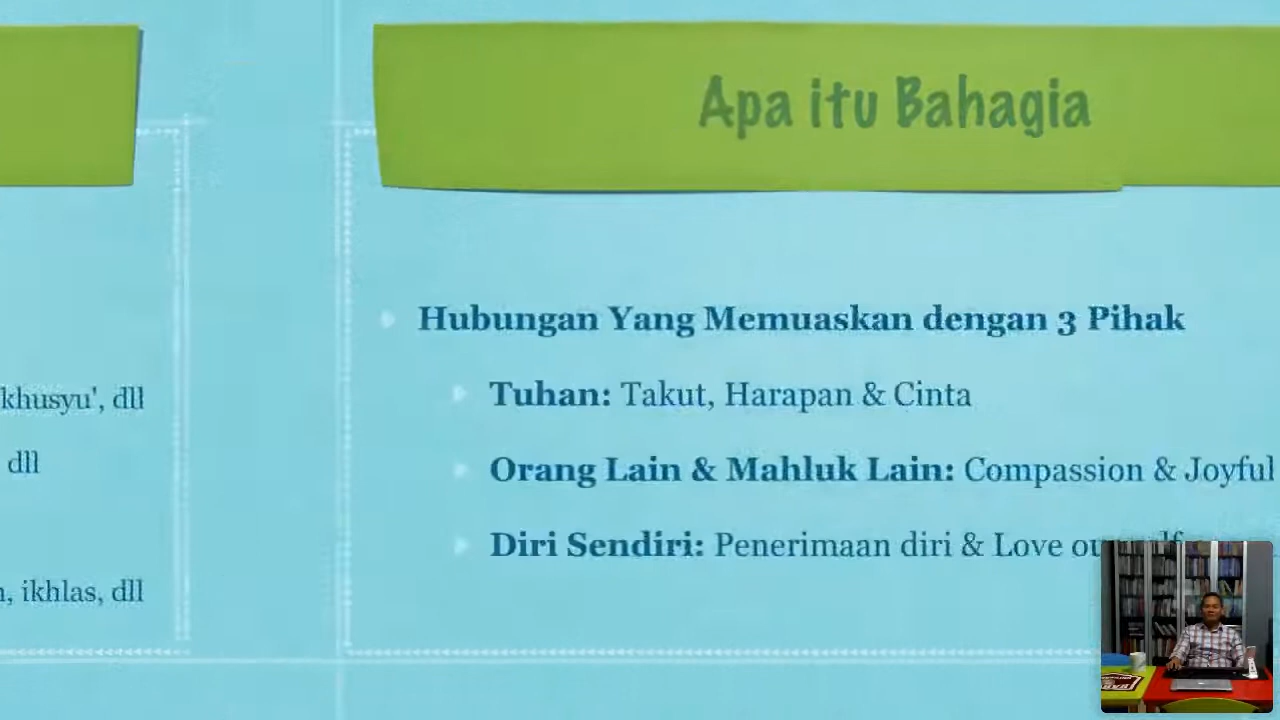 Apa itu Bahagia
Hubungan Yang Memuaskan dengan 3 Pihak
khusyu', dll
Tuhan: Takut, Harapan & Cinta
dll
Orang Lain & Mahluk Lain: Compassion & Joyful
Diri Sendiri: Penerimaan diri & Love
, ikhlas, dll